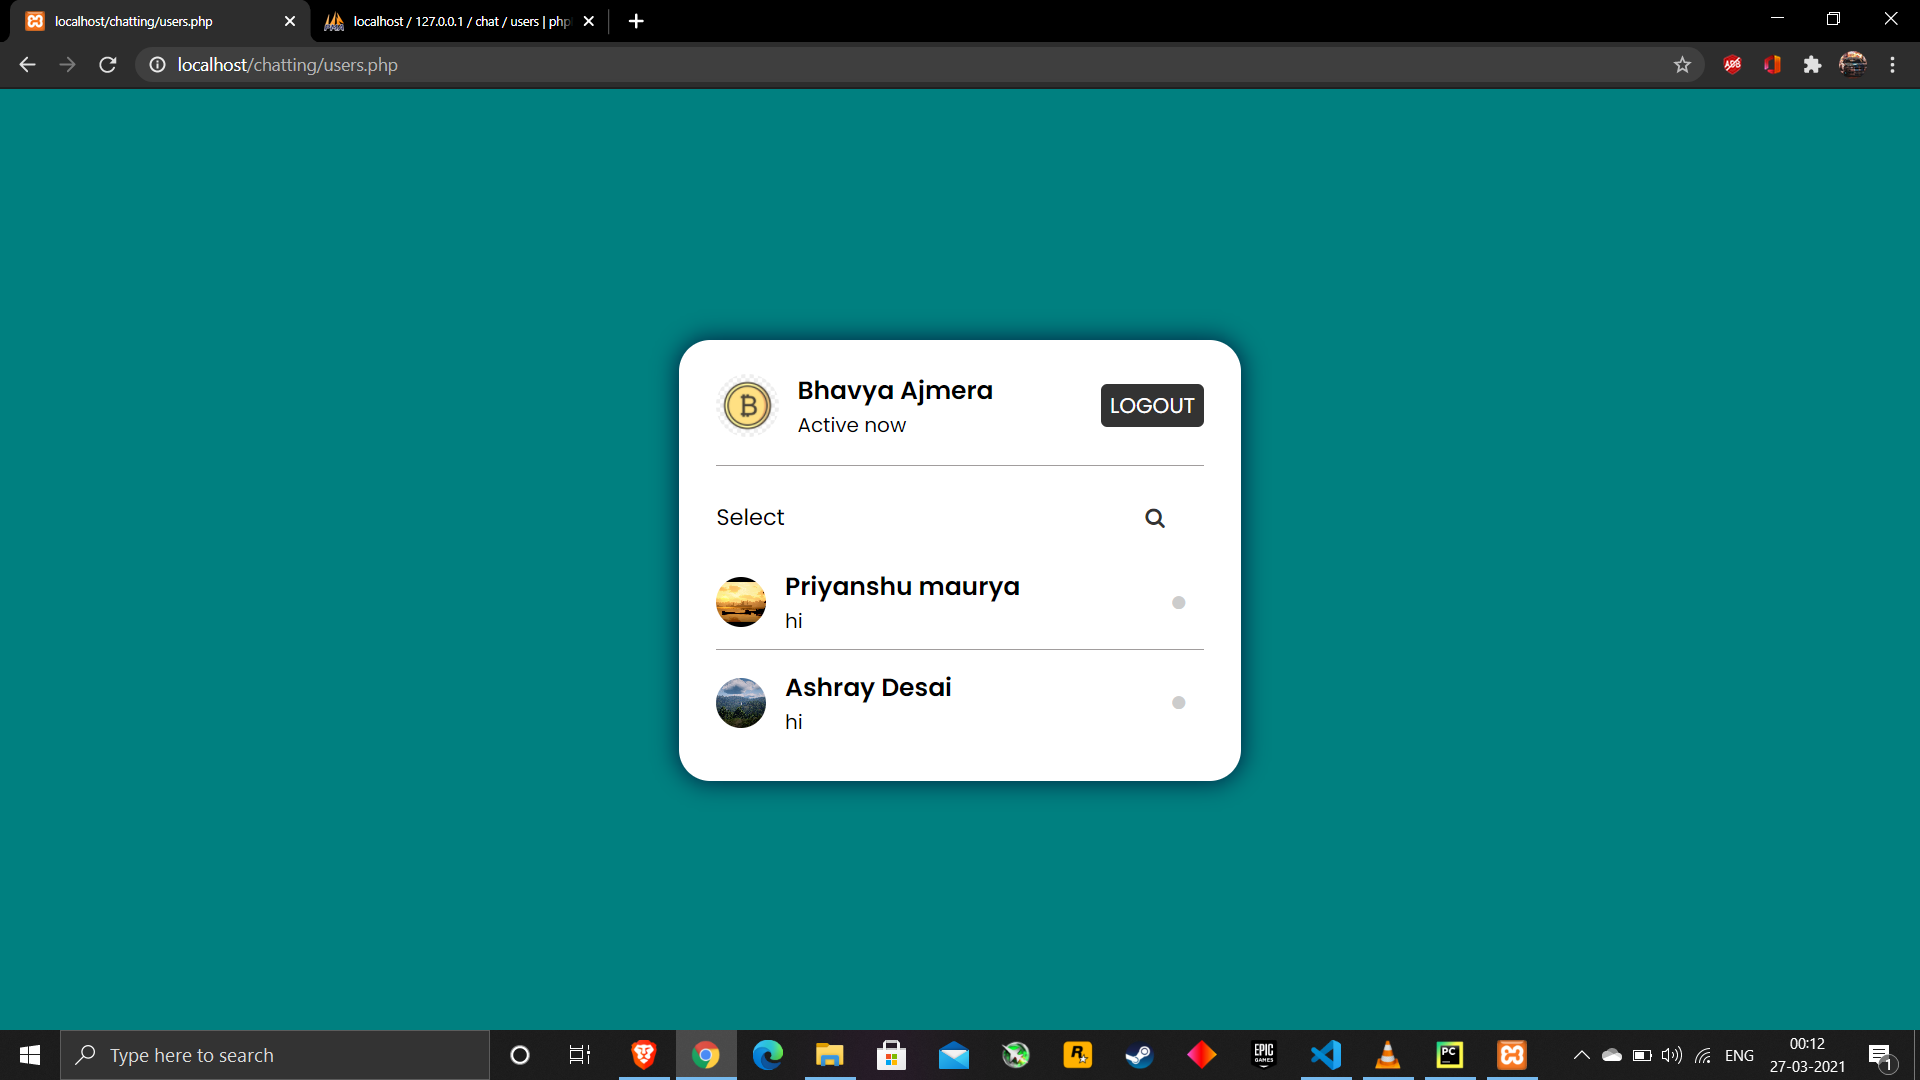 localhost/chatting/users.php
localhost / 127.0.0.1 / chat / users | php
localhost/chatting/users.php
Bhavya Ajmera
Active now
LOGOUT
Select
Priyanshu maurya
hi
Ashray Desai
hi
Type here to search
ENG
00:12
27-03-2021
1